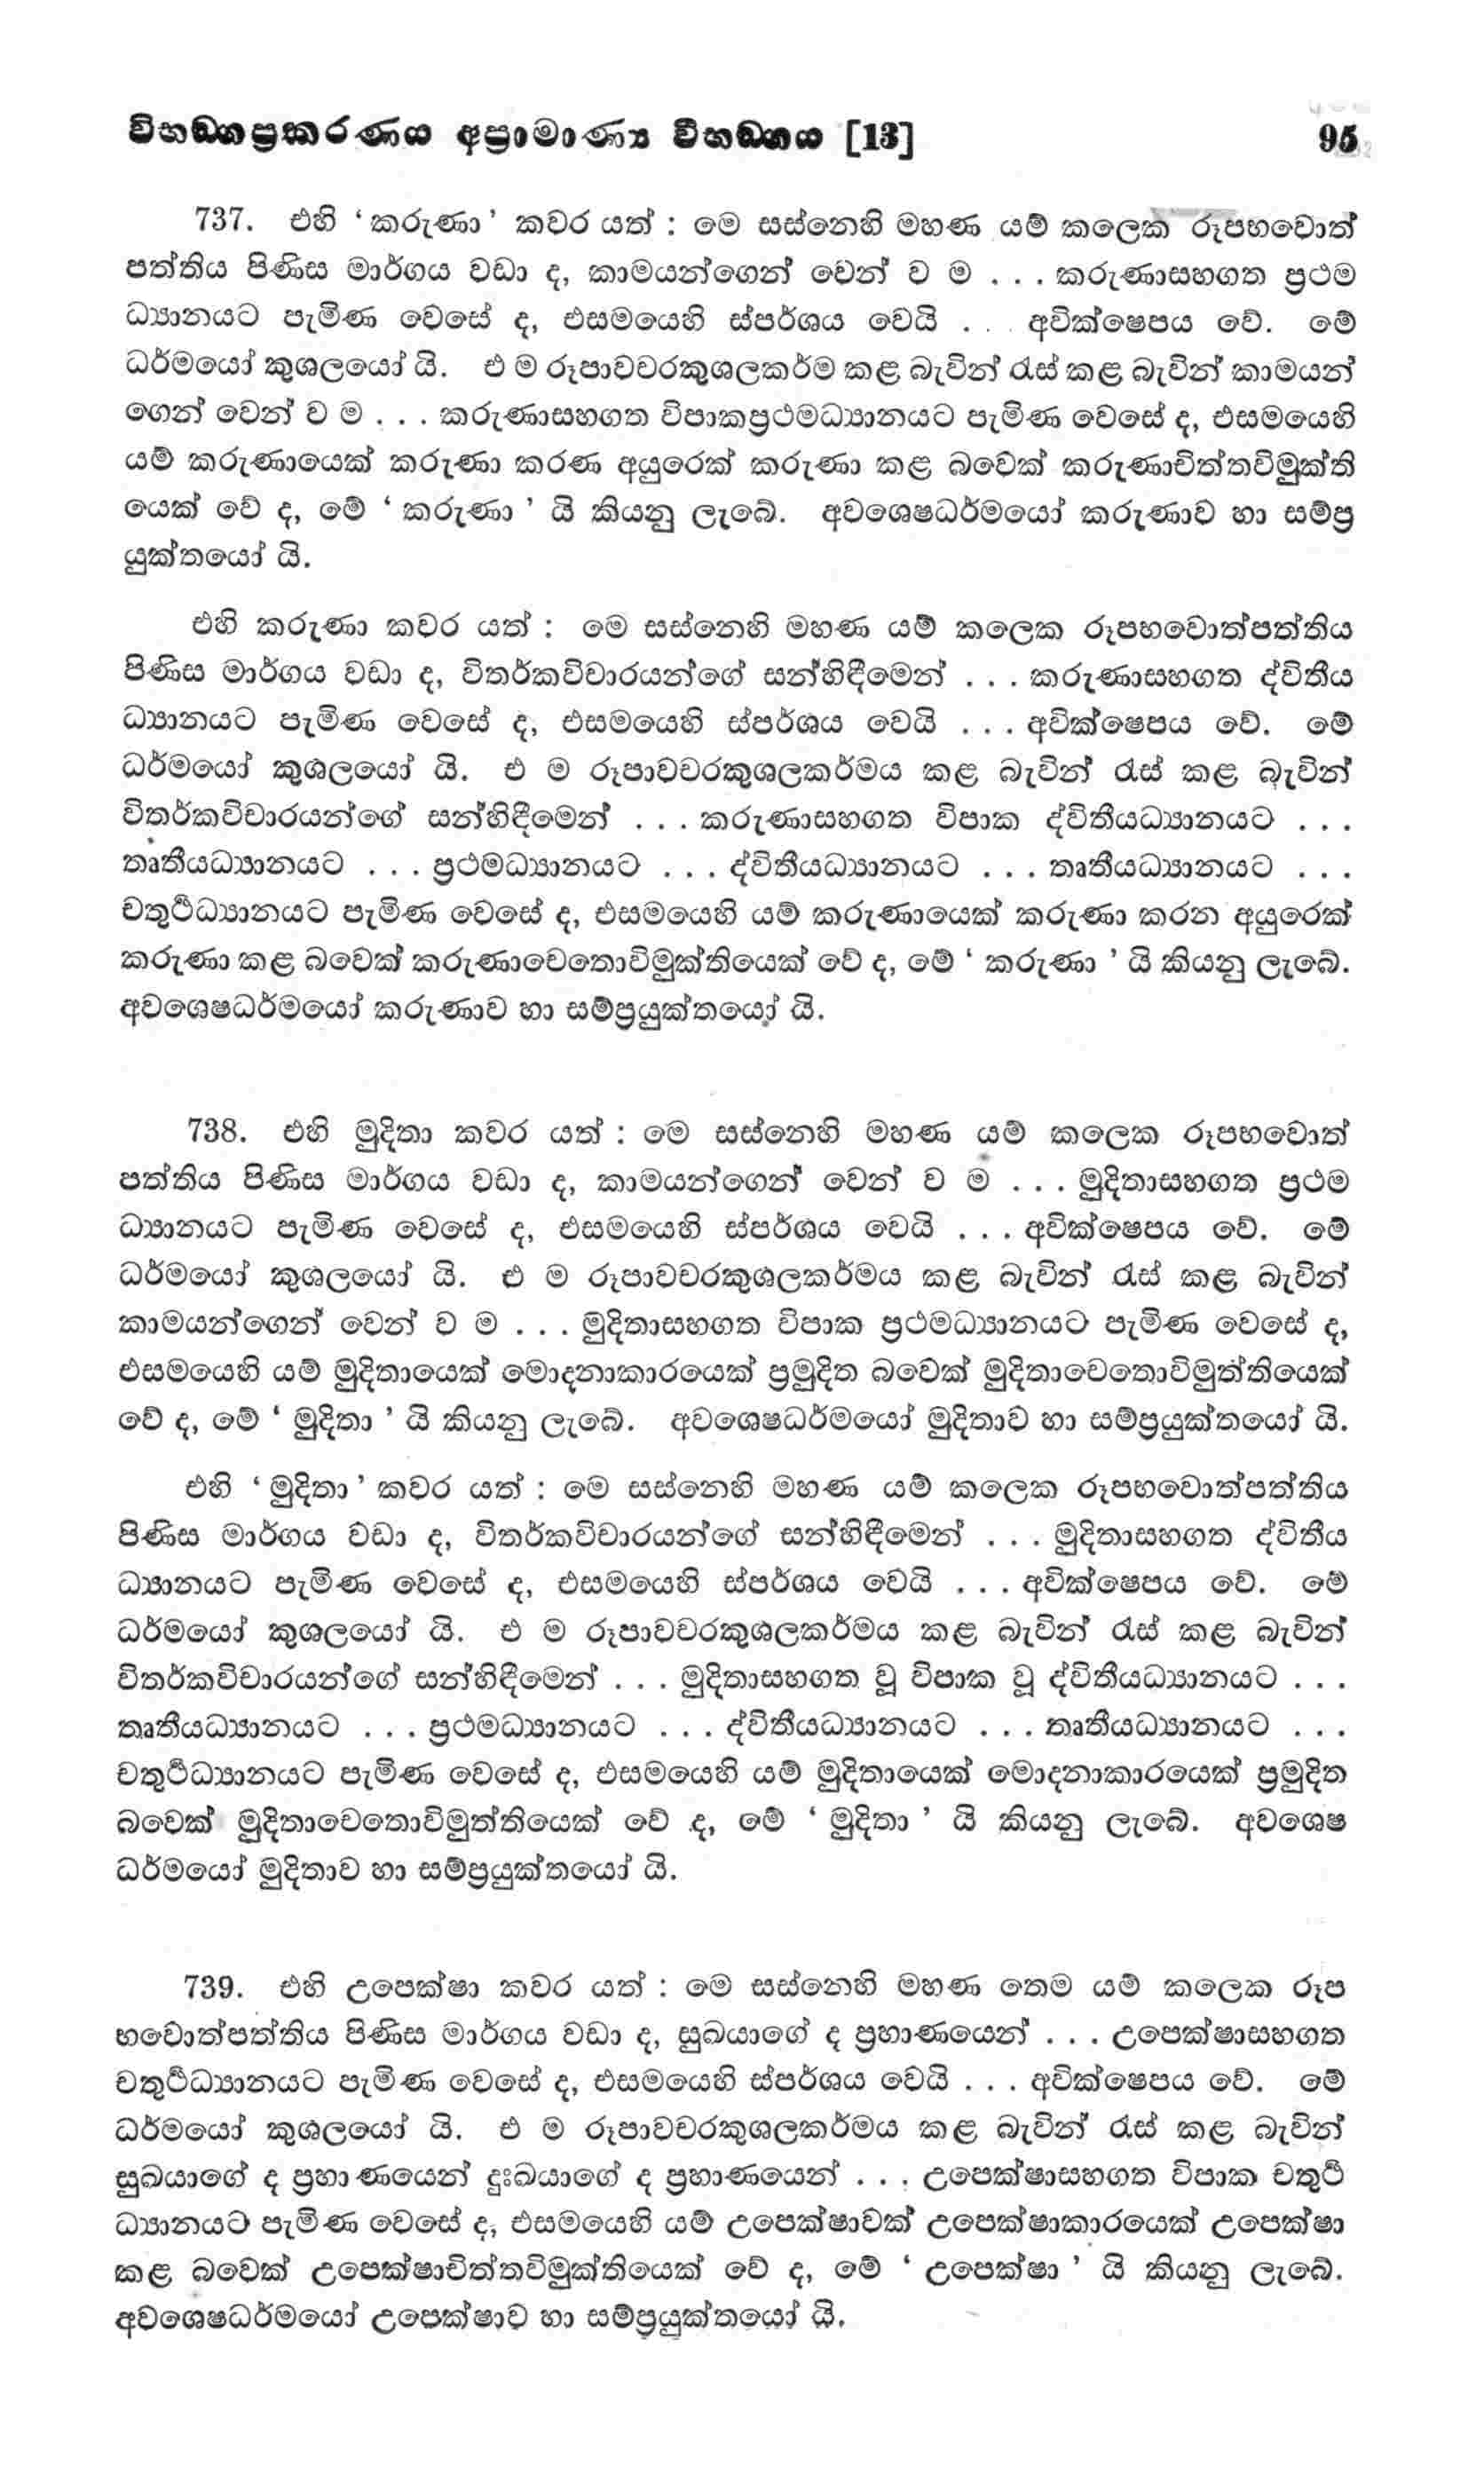 විභඞ්ගප්‍රකරණය අප්‍රාමාණ්‍ය විභඞ්ගය [13] 95
737. එහි ‘කරුණා’ කවර යත් : මෙ සස්නෙහි මහණ යම් කලෙක රූපභවොත්
පත්තිය පිණිස මාර්ගය වඩා ද, කාමයන්ගෙන් වෙන් ව ම . . . කරුණාසහගත ප්‍රථම
ධ්‍යානයට පැමිණ වෙසේ ද, එසමයෙහි ස්පර්ශය වෙයි . . . අවික්ෂෙපය වේ. මේ
ධර්මයෝ කුශලයෝ යි. එ ම රූපාවචරකුශලකර්ම කළ බැවින් රැස් කළ බැවින් කාමයන්
ගෙන් වෙන් ව ම . . . කරුණාසහගත විපාකප්‍රථමධ්‍යානයට පැමිණ වෙසේ ද, එසමයෙහි
යම් කරුණායෙක් කරුණා කරණ අයුරෙක් කරුණා කළ බවෙක් කරුණාචිත්තවිමුක්ති
යෙක් වේ ද, මේ ‘ කරුණා ’ යි කියනු ලැබේ. අවශෙෂධර්මයෝ කරුණාව හා සම්ප්‍ර
යුක්තයෝ යි.
එහි කරුණා කවර යත් : මෙ සස්නෙහි මහණ යම් කලෙක රූපභවොත්පත්තිය
පිණිස මාර්ගය වඩා ද, විතර්කවිචාරයන්ගේ සන්හිඳීමෙන් . . . කරුණාසහගත ද්විතීය
ධ්‍යානයට පැමිණ වෙසේ ද, එසමයෙහි ස්පර්ශය වෙයි . . . අවික්ෂෙපය වේ. මේ
ධර්මයෝ කුශලයෝ යි. එ ම රූපාවචරකුශලකර්මය කළ බැවින් රැස් කළ බැවින්
විතර්කවිචාරයන්ගේ සන්හිඳීමෙන් . . . කරුණාසහගත විපාක ද්විතීයධ්‍යානයට . . .
තෘතීයධ්‍යානයට . . . ප්‍රථමධ්‍යානයට . . . ද්විතීයධ්‍යානයට . . . තෘතීයධ්‍යානයට . . .
චතුර්‍ථධ්‍යානයට පැමිණ වෙසේ ද, එසමයෙහි යම් කරුණායෙක් කරුණා කරන අයුරෙක්
කරුණා කළ බවෙක් කරුණාචෙතොවිමුක්තියෙක් වේ ද, මේ ‘ කරුණා ’ යි කියනු ලැබේ.
අවශෙෂධර්මයෝ කරුණාව හා සම්ප්‍රයුක්තයෝ යි.
738. එහි මුදිතා කවර යත් : මෙ සස්නෙහි මහණ යම් කලෙක රූපභවොත්
පත්තිය පිණිස මාර්ගය වඩා ද, කාමයන්ගෙන් වෙන් ව ම . . . මුදිතාසහගත ප්‍රථම
ධ්‍යානයට පැමිණ වෙසේ ද, එසමයෙහි ස්පර්ශය වෙයි . . . අවික්ෂෙපය වේ. මේ
ධර්මයෝ කුශලයෝ යි. එ ම රූපාවචරකුශලකර්මය කළ බැවින් රැස් කළ බැවින්
කාමයන්ගෙන් වෙන් ව ම . . . මුදිතාසහගත විපාක ප්‍රථමධ්‍යානයට පැමිණ වෙසේ ද,
එසමයෙහි යම් මුදිතායෙක් මොදනාකාරයෙක් ප්‍රමුදිත බවෙක් මුදිතාචෙතොවිමුත්තියෙක්
වේ ද, මේ ‘ මුදිතා ’ යි කියනු ලැබේ. අවශෙෂධර්මයෝ මුදිතාව හා සම්ප්‍රයුක්තයෝ යි.
එහි ‘මුදිතා’ කවර යත් : මෙ සස්නෙහි මහණ යම් කලෙක රූපභවොත්පත්තිය
පිණිස මාර්ගය වඩා ද, විතර්කවිචාරයන්ගේ සන්හිඳීමෙන් . . . මුදිතාසහගත ද්විතීය
ධ්‍යානයට පැමිණ වෙසේ ද, එසමයෙහි ස්පර්ශය වෙයි . . . අවික්ෂෙපය වේ. මේ
ධර්මයෝ කුශලයෝ යි. එ ම රූපාවචරකුශලකර්මය කළ බැවින් රැස් කළ බැවින්
විතර්කවිචාරයන්ගේ සන්හිඳීමෙන් . . . මුදිතාසහගත වූ විපාක වූ ද්විතීයධ්‍යානයට . . .
තෘතීයධ්‍යානයට . . . ප්‍රථමධ්‍යානයට . . . ද්විතීයධ්‍යානයට . . . තෘතීයධ්‍යානයට . . .
චතුර්‍ථධ්‍යානයට පැමිණ වෙසේ ද, එසමයෙහි යම් මුදිතායෙක් මොදනාකාරයෙක් ප්‍රමුදිත
බවෙක් මුදිතාචෙතොවිමුත්තියෙක් වේ ද, මේ ‘ මුදිතා ’ යි කියනු ලැබේ. අවශෙෂ
ධර්මයෝ මුදිතාව හා සම්ප්‍රයුක්තයෝ යි.
739. එහි උපෙක්ෂා කවර යත් : මෙ සස්නෙහි මහණ තෙම යම් කලෙක රූප
භවොත්පත්තිය පිණිස මාර්ගය වඩා ද, සුඛයාගේ ද ප්‍රහාණයෙන් . . . උපෙක්ෂාසහගත
චතුර්‍ථධ්‍යානයට පැමිණ වෙසේ ද, එසමයෙහි ස්පර්ශය වෙයි . . . අවික්ෂෙපය වේ. මේ
ධර්මයෝ කුශලයෝ යි. එ ම රූපාවචරකුශලකර්මය කළ බැවින් රැස් කළ බැවින්
සුඛයාගේ ද ප්‍රහාණයෙන් දුඃඛයාගේ ද ප්‍රහාණයෙන් . . . උපෙක්ෂාසහගත විපාක චතුර්‍ථ
ධ්‍යානයට පැමිණ වෙසේ ද, එසමයෙහි යම් උපෙක්ෂාවක් උපෙක්ෂාකාරයෙක් උපෙක්ෂා
කළ බවෙක් උපෙක්ෂාචිත්තවිමුක්තියෙක් වේ ද, මේ ‘ උපෙක්ෂා ’ යි කියනු ලැබේ.
අවශෙෂධර්මයෝ උපෙක්ෂාව හා සම්ප්‍රයුක්තයෝ යි.